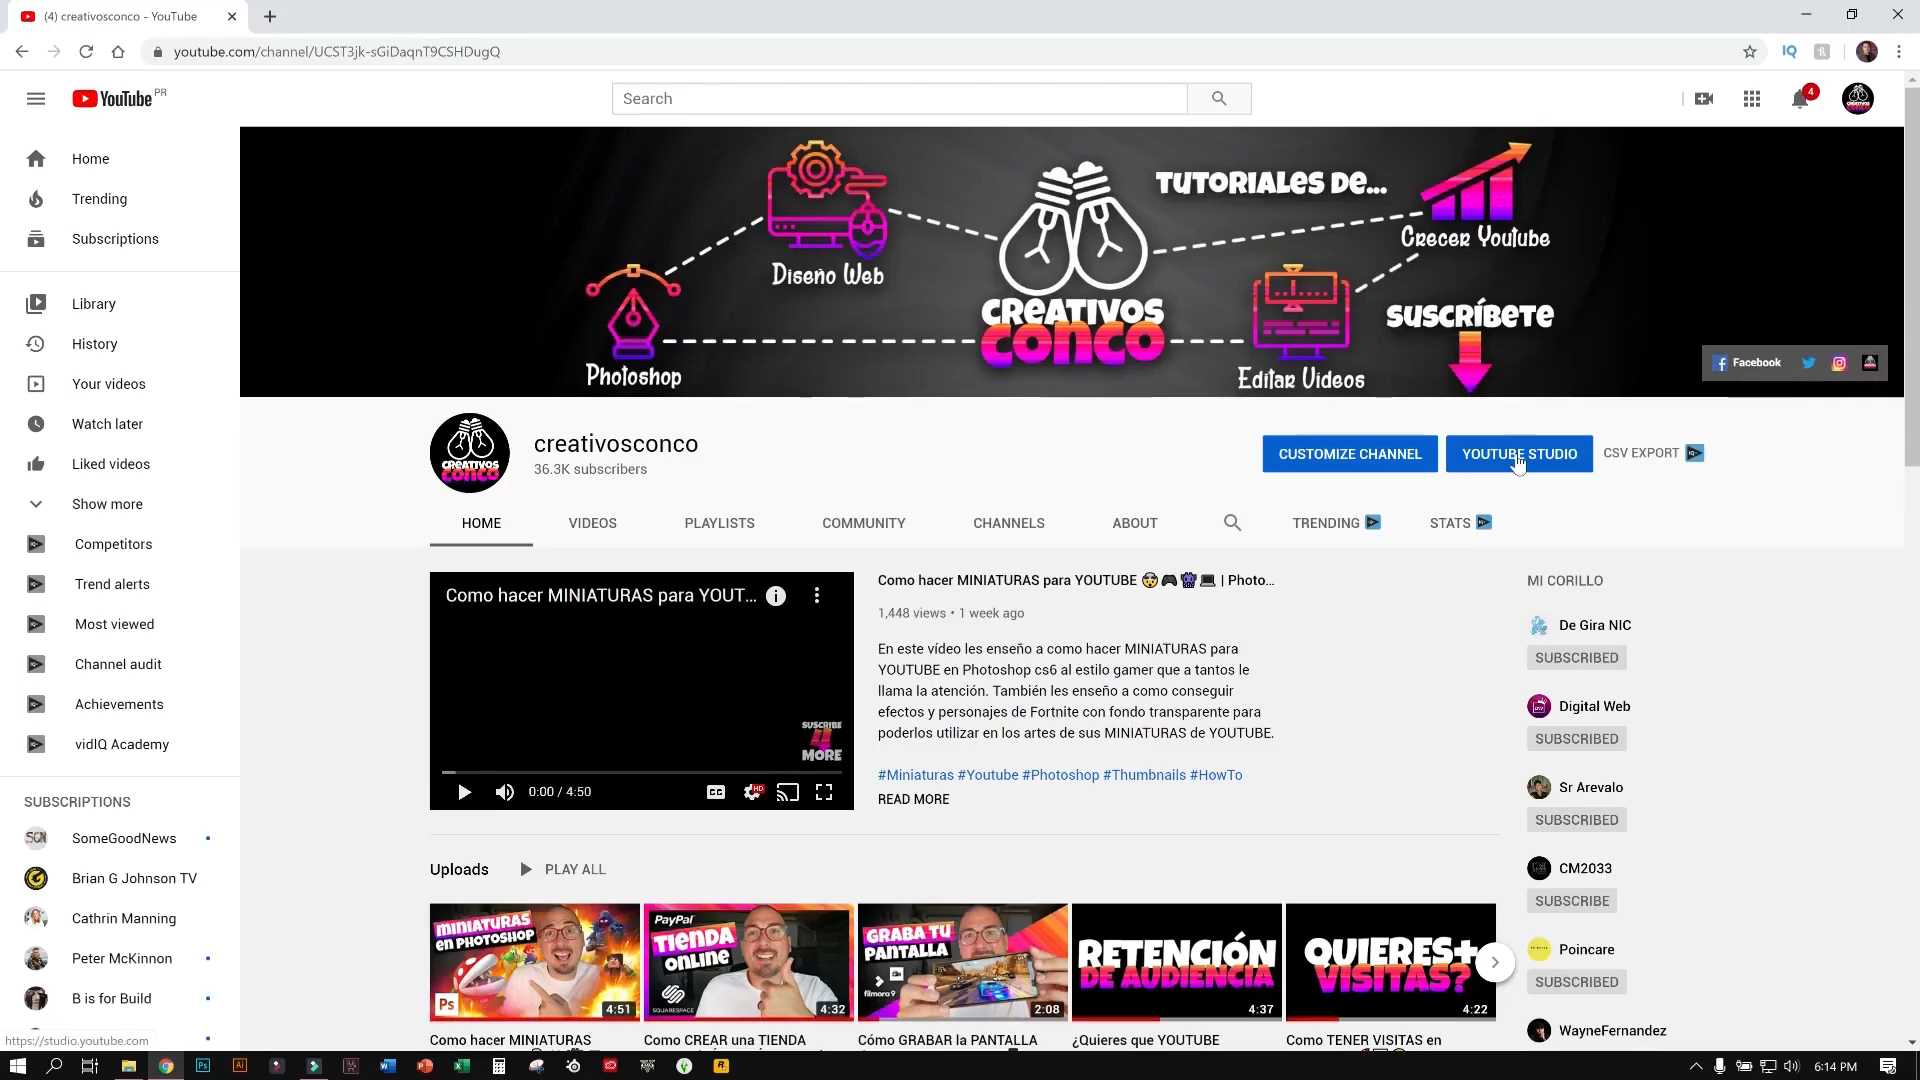 (4) creativosconco - YouTube
youtube.com/channel/UCST3jk-sGiDaqnT9CSHDugQ
YouTube PR
Search
4
Home
Trending
Subscriptions
Library
History
Your videos
Watch later
Liked videos
Show more
Competitors
Trend alerts
Most viewed
Channel audit
Achievements
vidIQ Academy
SUBSCRIPTIONS
SomeGoodNews
Brian G Johnson TV
Cathrin Manning
Peter McKinnon
B is for Build
https://studio.youtube.com
TUTORIALES DE...
Diseño Web
Crecer Youtube
CREATIVOS
CONCO
SUSCRÍBETE
Photoshop
Editar Videos
Facebook
CREATIVOS
CONCO
creativosconco
36.3K subscribers
CUSTOMIZE CHANNEL
YOUTUBE STUDIO
CSV EXPORT
HOME
VIDEOS
PLAYLISTS
COMMUNITY
CHANNELS
ABOUT
TRENDING
STATS
Como hacer MINIATURAS para YOUT...
SUSCRIBE
4
MORE
0:00 / 4:50
CC
HD
Como hacer MINIATURAS para YOUTUBE 🤯🎮👾💻 | Photo...
1,448 views • 1 week ago
En este vídeo les enseño a como hacer MINIATURAS para
YOUTUBE en Photoshop cs6 al estilo gamer que a tantos le
llama la atención. También les enseño a como conseguir
efectos y personajes de Fortnite con fondo transparente para
poderlos utilizar en los artes de sus MINIATURAS de YOUTUBE.
#Miniaturas #Youtube #Photoshop #Thumbnails #HowTo
READ MORE
MI CORILLO
De Gira NIC
SUBSCRIBED
Digital Web
SUBSCRIBED
Sr Arevalo
SUBSCRIBED
CM2033
SUBSCRIBE
Poincare
SUBSCRIBED
WayneFernandez
Uploads
PLAY ALL
MINIATURAS
EN PHOTOSHOP
Ps
4:51
PayPal
TIENDA
ONLINE
SQUARESPACE
4:32
GRABA TU
PANTALLA
filmora9
2:08
RETENCIÓN
DE AUDIENCIA
4:37
QUIERES+
VISITAS?
4:22
Como hacer MINIATURAS
Como CREAR una TIENDA
Cómo GRABAR la PANTALLA
¿Quieres que YOUTUBE
Como TENER VISITAS en
6:14 PM